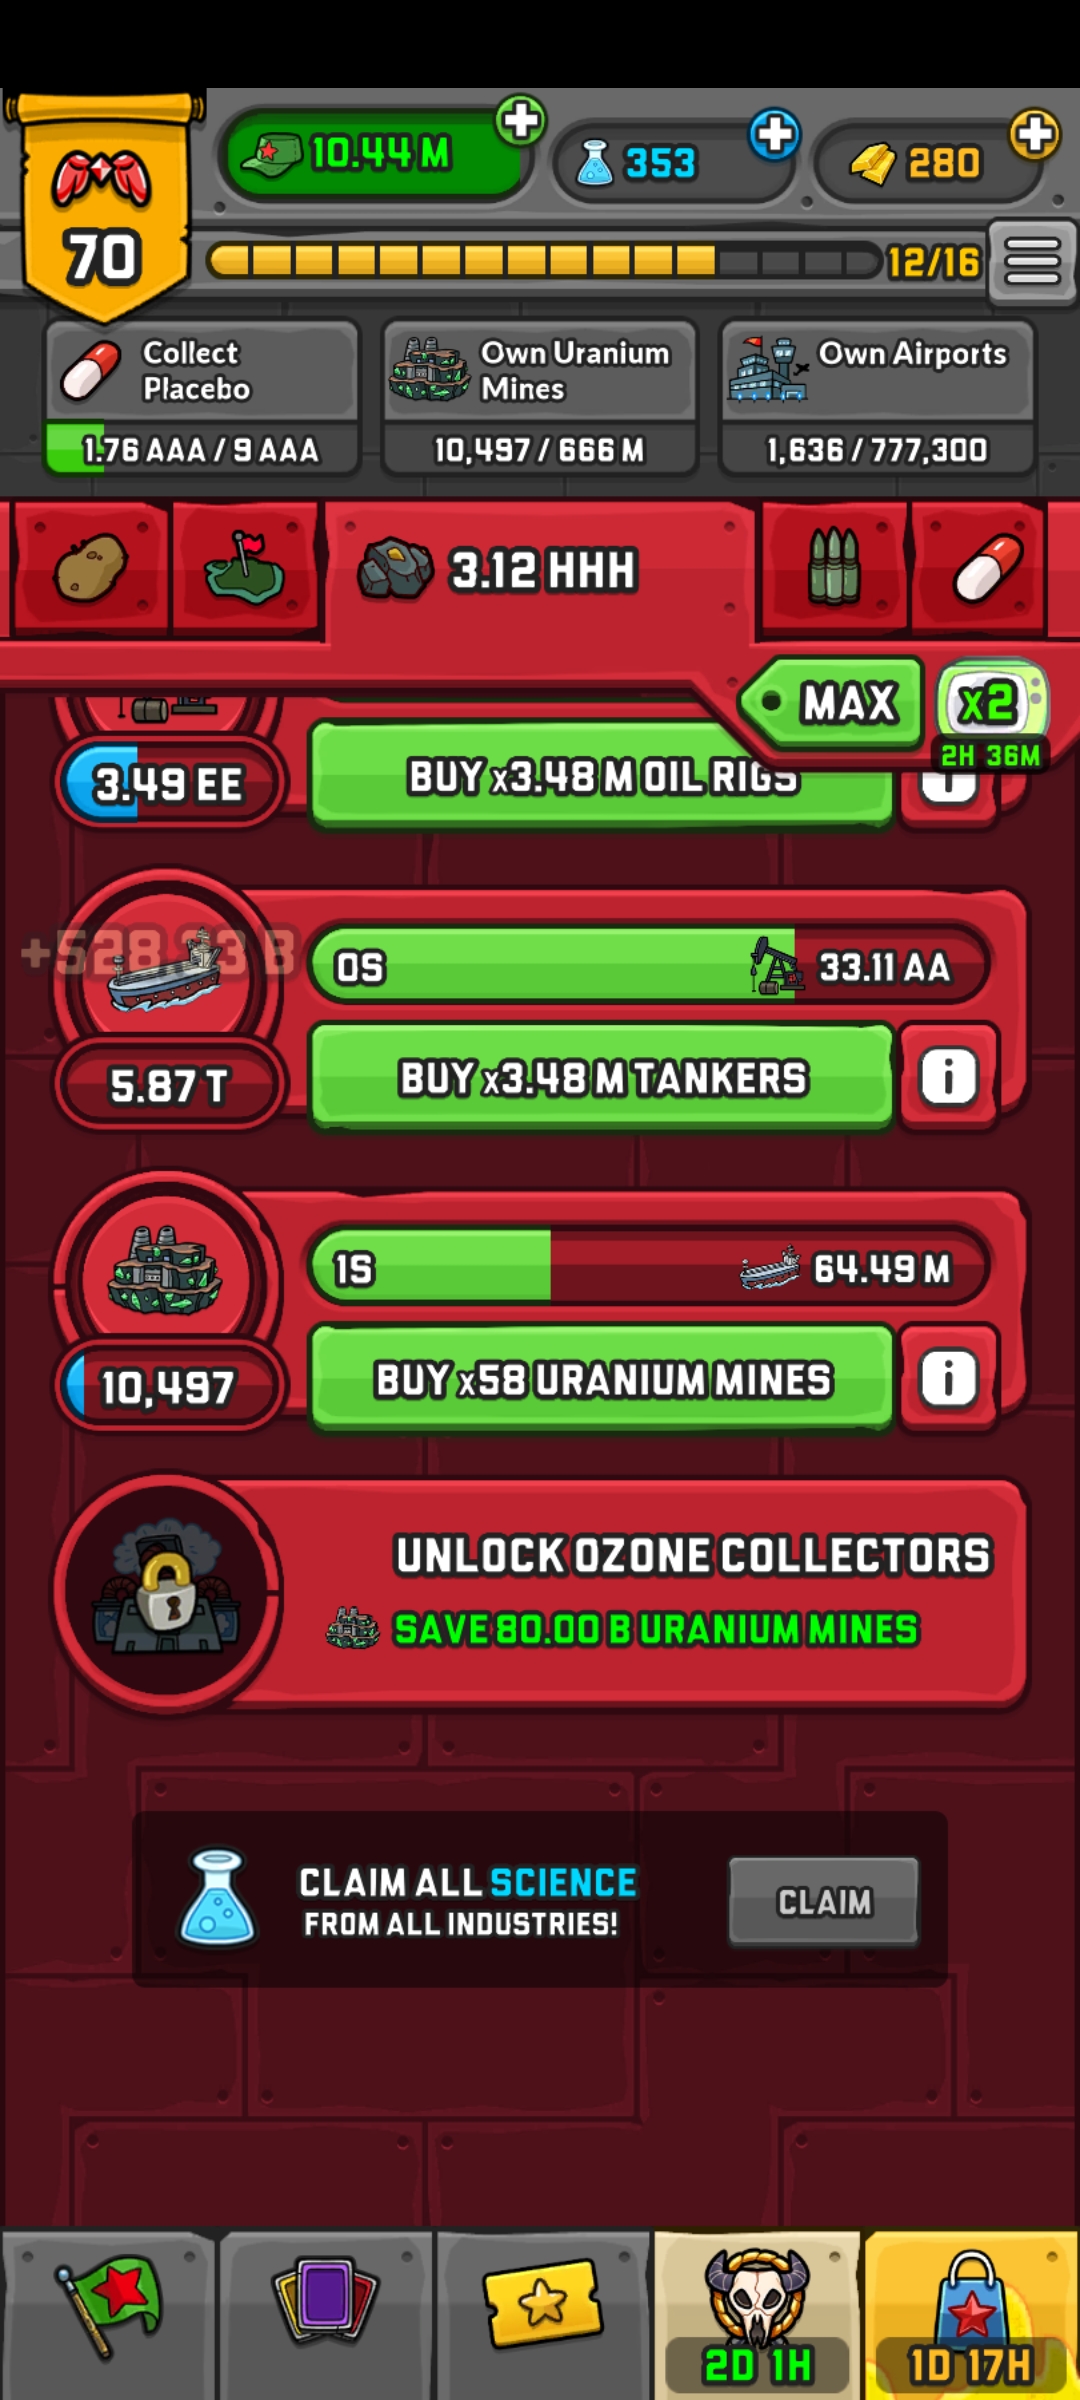 10.44 M
353
280
70
12/16
Collect
Placebo
Own Uranium
Mines
Own Airports
1.76 AAA / 9 AAA
10,497 / 666 M
1,636 / 777,300
3.12 HHH
MAX
x2
2H 36M
3.49 EE
BUY x3.48 M OIL RIGS
+528.23 B
0S
33.11 AA
5.87 T
BUY x3.48 M TANKERS
i
1S
64.49 M
10,497
BUY x58 URANIUM MINES
i
UNLOCK OZONE COLLECTORS
SAVE 80.00 B URANIUM MINES
CLAIM ALL SCIENCE
FROM ALL INDUSTRIES!
CLAIM
2D 1H
1D 17H